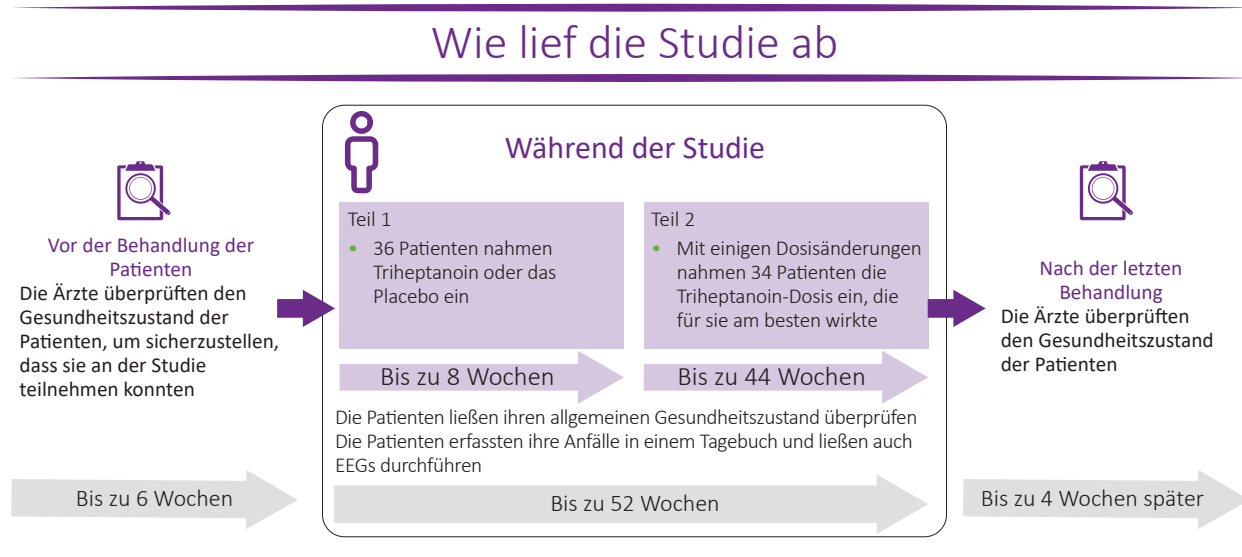 Wie lief die Studie ab
Vor der Behandlung der
Patienten
Die Ärzte überprüften den
Gesundheitszustand der
Patienten, um sicherzustellen,
dass sie an der Studie
teilnehmen konnten
Bis zu 6 Wochen
Während der Studie
Teil 1
• 36 Patienten nahmen
Triheptanoin oder das
Placebo ein
Bis zu 8 Wochen
Teil 2
• Mit einigen Dosisänderungen
nahmen 34 Patienten die
Triheptanoin-Dosis ein, die
für sie am besten wirkte
Bis zu 44 Wochen
Die Patienten ließen ihren allgemeinen Gesundheitszustand überprüfen
Die Patienten erfassten ihre Anfälle in einem Tagebuch und ließen auch
EEGs durchführen
Bis zu 52 Wochen
Nach der letzten
Behandlung
Die Ärzte überprüften
den Gesundheitszustand
der Patienten
Bis zu 4 Wochen später